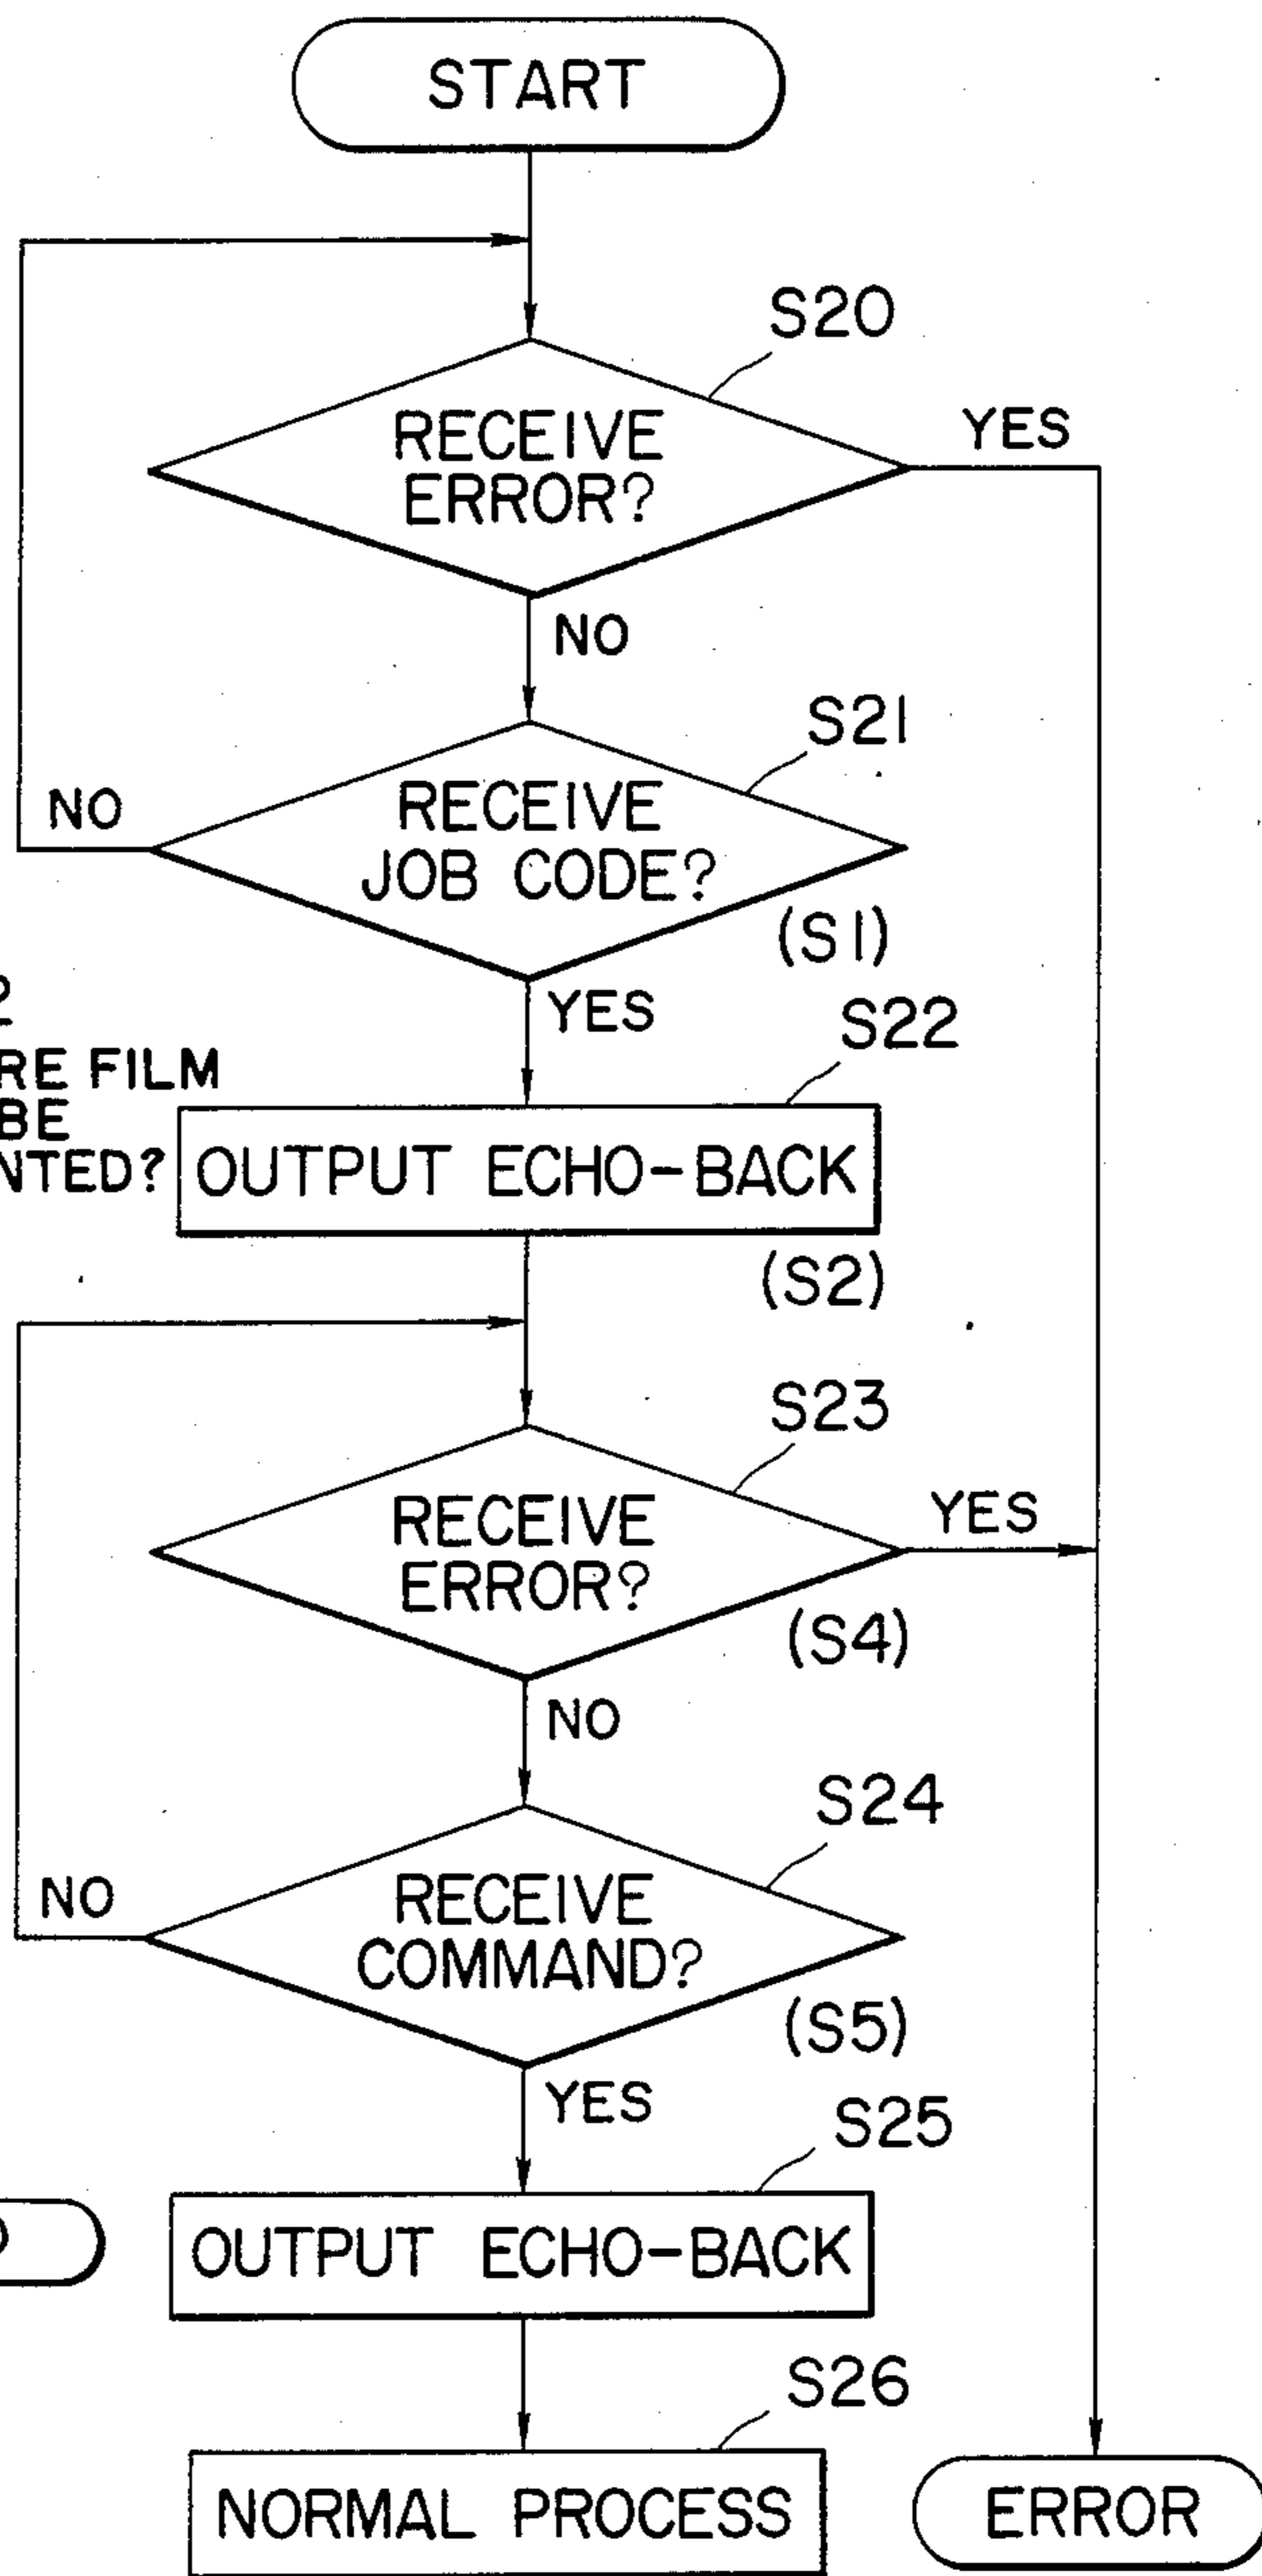 START
S20
RECEIVE
ERROR?
YES
NO
S21
RECEIVE
JOB CODE?
NO
(S1)
YES
S22
RE FILM
BE
NTED?
OUTPUT ECHO-BACK
(S2)
S23
RECEIVE
ERROR?
YES
(S4)
NO
S24
RECEIVE
COMMAND?
NO
(S5)
YES
S25
OUTPUT ECHO-BACK
S26
NORMAL PROCESS
ERROR